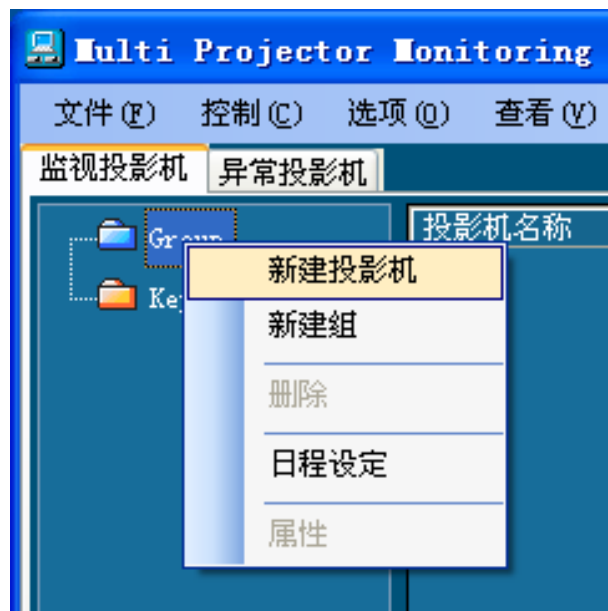 Multi Projector Monitoring
文件(F) 控制(C) 选项(O) 查看(V)
监视投影机 异常投影机
投影机名称
新建投影机
新建组
删除
日程设定
属性